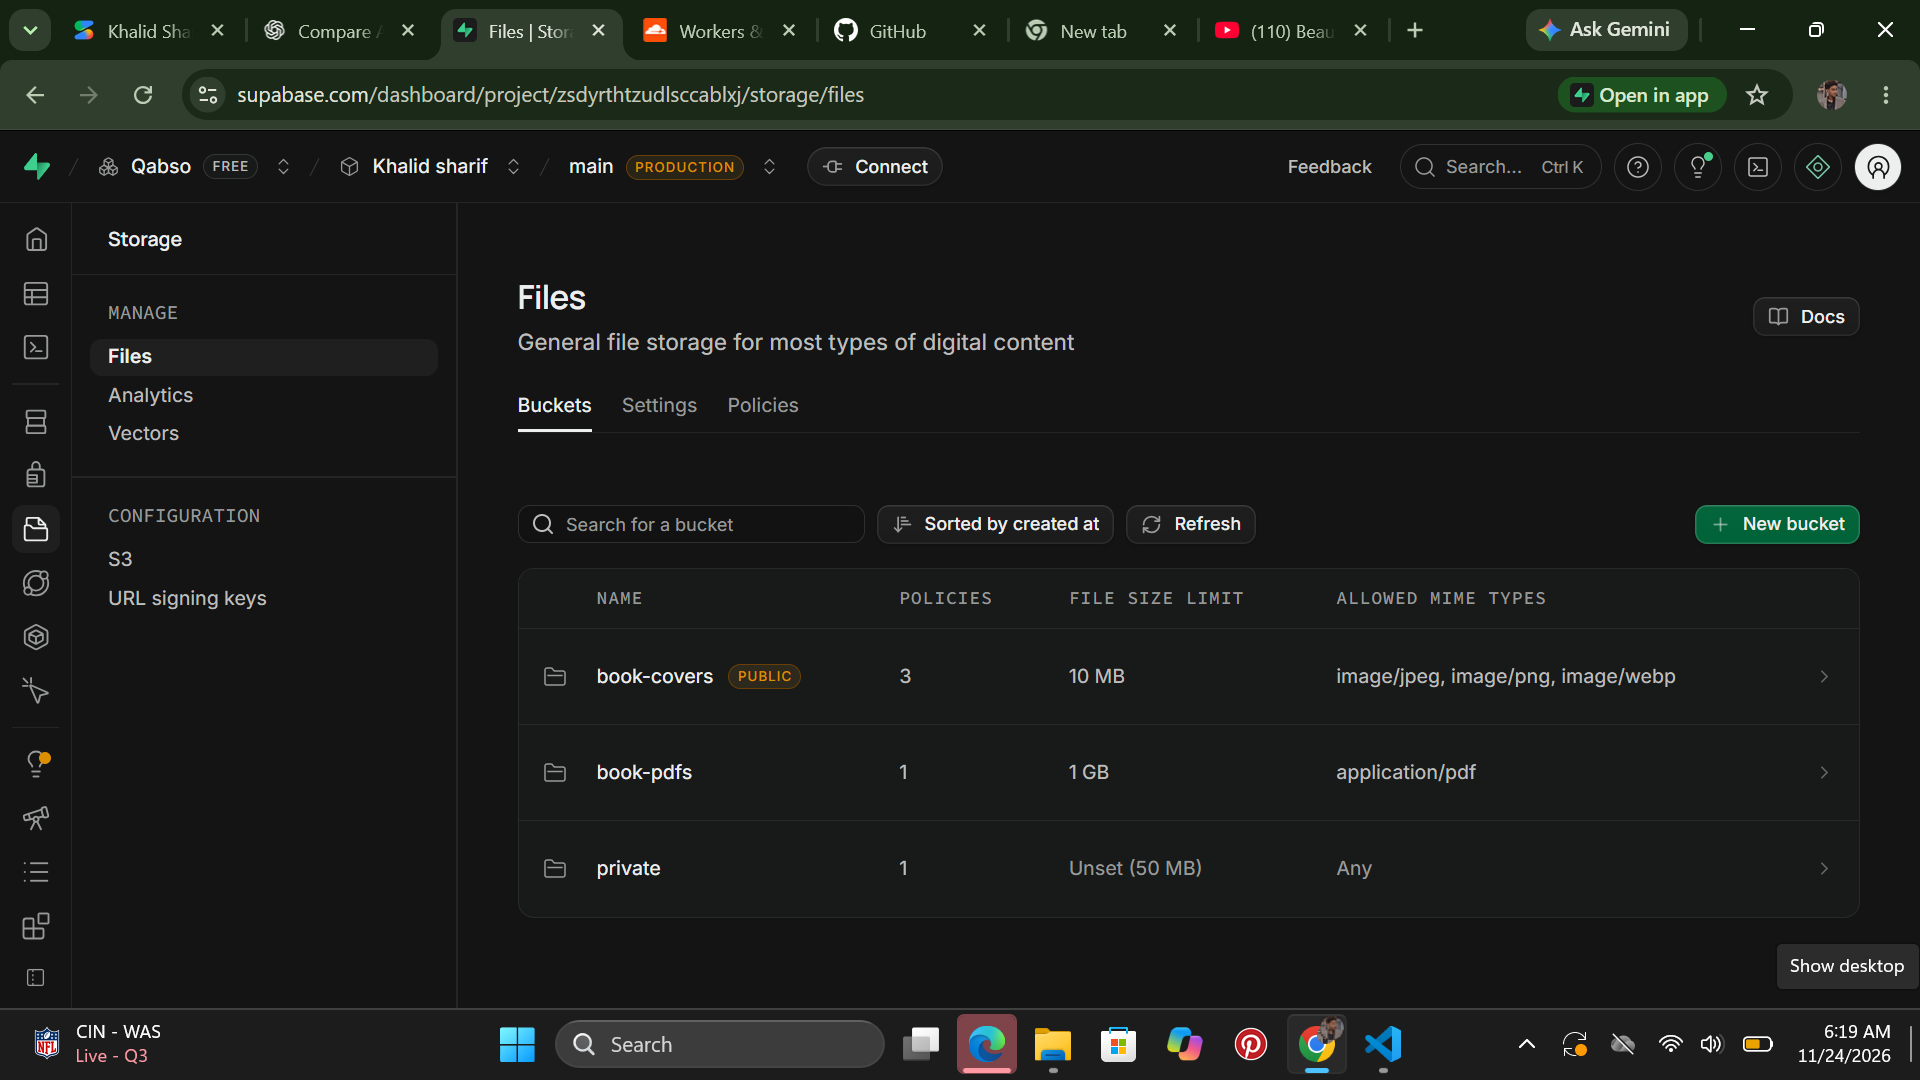 Khalid Sha
Compare A
Files | Stor
Workers &
GitHub
New tab
(110) Beau
Ask Gemini
supabase.com/dashboard/project/zsdyrthtzudlsccablxj/storage/files
Open in app
Qabso FREE
Khalid sharif
main PRODUCTION
Connect
Feedback
Search... Ctrl K
Storage
MANAGE
Files
Analytics
Vectors
CONFIGURATION
S3
URL signing keys
Files
General file storage for most types of digital content
Docs
Buckets Settings Policies
Search for a bucket
Sorted by created at
Refresh
New bucket
NAME POLICIES FILE SIZE LIMIT ALLOWED MIME TYPES
book-covers PUBLIC 3 10 MB image/jpeg, image/png, image/webp
book-pdfs 1 1 GB application/pdf
private 1 Unset (50 MB) Any
Show desktop
NFL
CIN - WAS
Live - Q3
Search
6:19 AM
11/24/2026